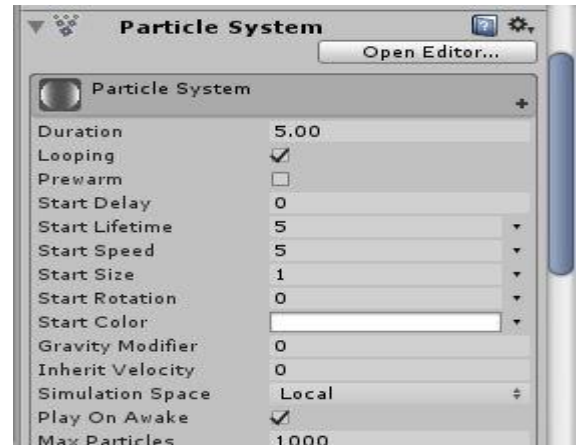 Particle System
Open Editor...
Particle System
Duration 5.00
Looping
Prewarm
Start Delay 0
Start Lifetime 5
Start Speed 5
Start Size 1
Start Rotation 0
Start Color
Gravity Modifier 0
Inherit Velocity 0
Simulation Space Local
Play On Awake
Max Particles 1000